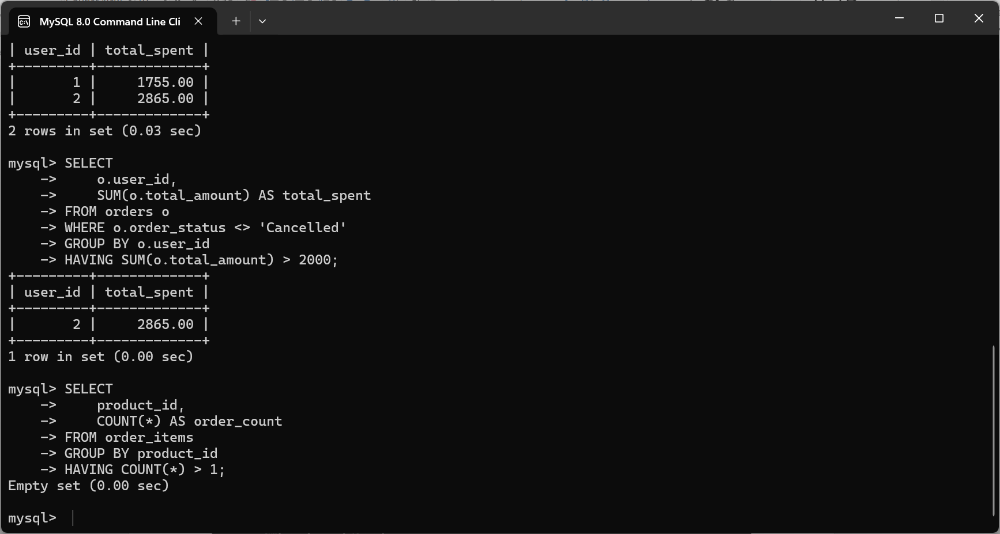 MySQL 8.0 Command Line Cli
| user_id | total_spent |
+---------+-------------+
|       1 |     1755.00 |
|       2 |     2865.00 |
+---------+-------------+
2 rows in set (0.03 sec)
mysql> SELECT
    ->     o.user_id,
    ->     SUM(o.total_amount) AS total_spent
    -> FROM orders o
    -> WHERE o.order_status <> 'Cancelled'
    -> GROUP BY o.user_id
    -> HAVING SUM(o.total_amount) > 2000;
+---------+-------------+
| user_id | total_spent |
+---------+-------------+
|       2 |     2865.00 |
+---------+-------------+
1 row in set (0.00 sec)
mysql> SELECT
    ->     product_id,
    ->     COUNT(*) AS order_count
    -> FROM order_items
    -> GROUP BY product_id
    -> HAVING COUNT(*) > 1;
Empty set (0.00 sec)
mysql>